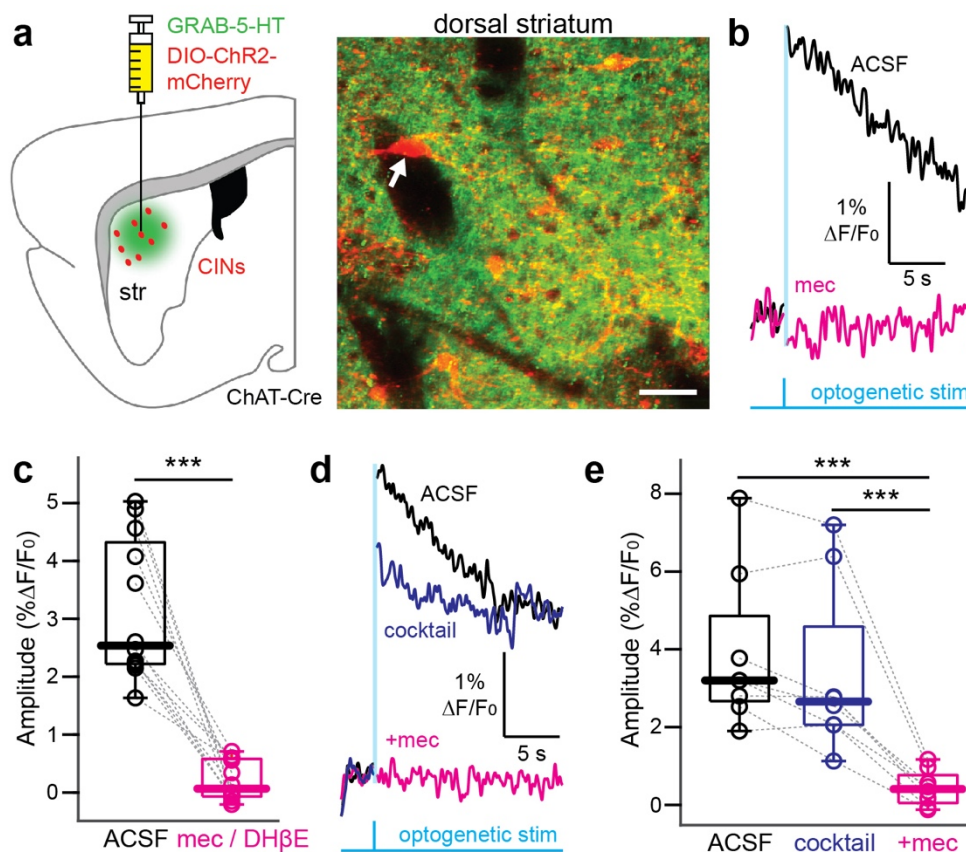 a
GRAB-5-HT
DIO-ChR2-
mCherry
str
CINs
ChAT-Cre
dorsal striatum
b
ACSF
1%
ΔF/F0
5 s
mec
optogenetic stim
c
***
Amplitude (%ΔF/F0)
5
4
3
2
1
0
ACSF
mec / DHβE
d
ACSF
cocktail
1%
ΔF/F0
5 s
+mec
optogenetic stim
e
***
***
Amplitude (%ΔF/F0)
8
6
4
2
0
ACSF
cocktail
+mec